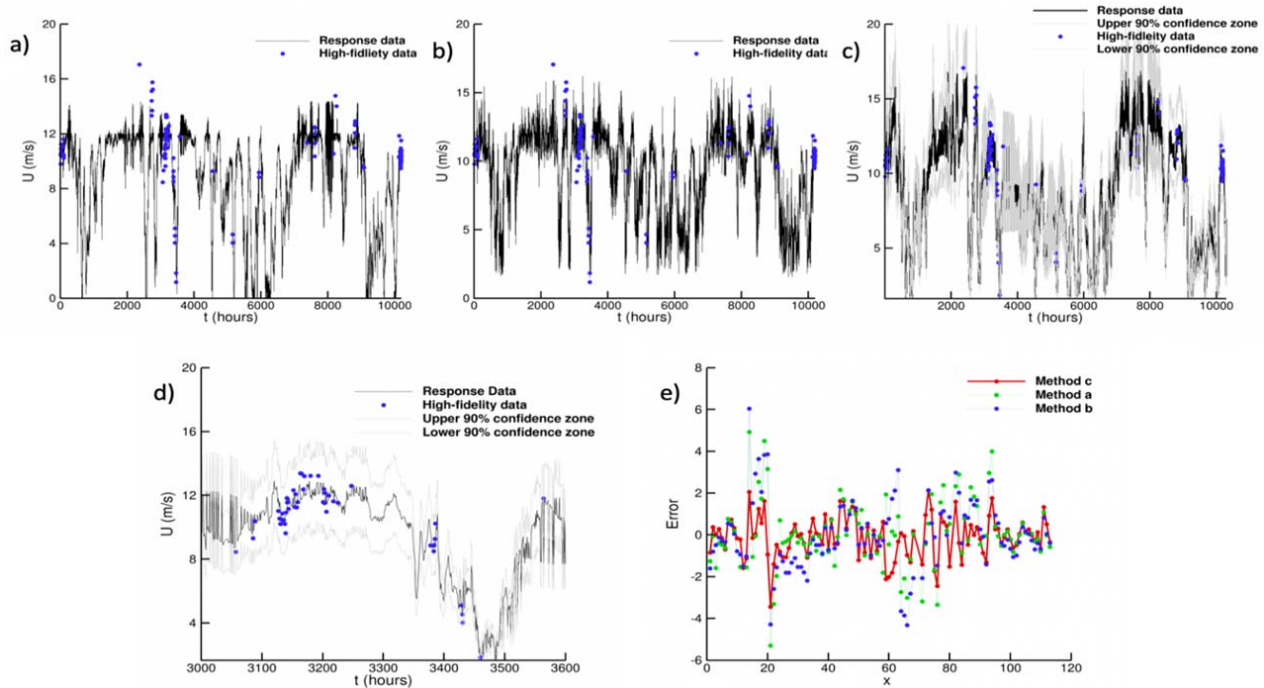 a)
20
16
12
8
4
0
U (m/s)
0 2000 4000 6000 8000 10000
t (hours)
Response data
High-fidliety data
b)
20
15
10
5
0
U (m/s)
0 2000 4000 6000 8000 10000
t (hours)
Response data
High-fidelity data
c)
20
15
10
5
U (m/s)
2000 4000 6000 8000 10000
t (hours)
Response data
Upper 90% confidence zone
High-fidleity data
Lower 90% confidence zone
d)
20
16
12
8
4
U (m/s)
3000 3100 3200 3300 3400 3500 3600
t (hours)
Response Data
High-fidelity data
Upper 90% confidence zone
Lower 90% confidence zone
e)
8
6
4
2
0
-2
-4
-6
Error
0 20 40 60 80 100 120
x
Method c
Method a
Method b